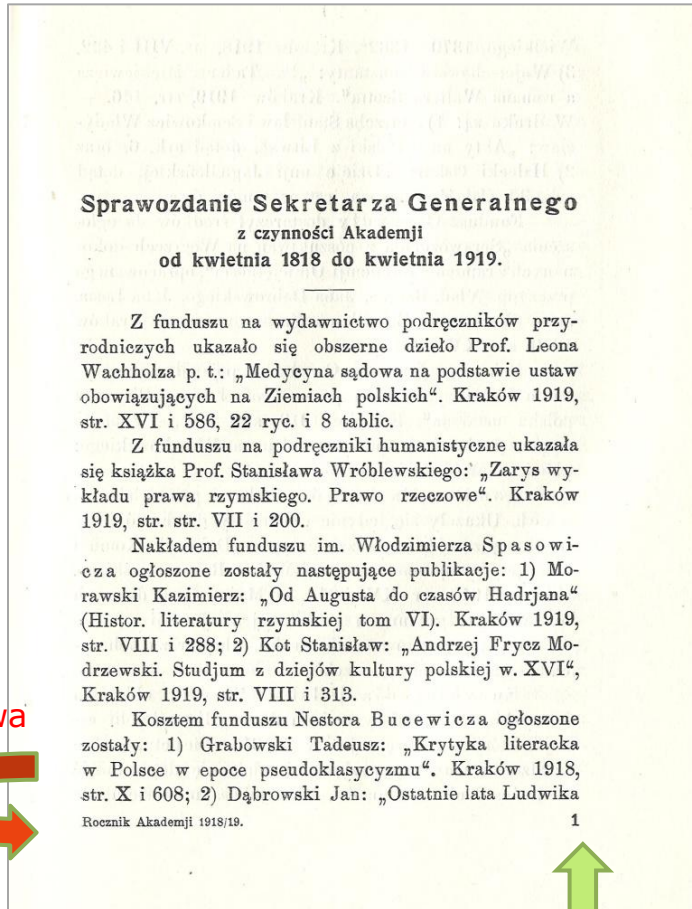 Sprawozdanie Sekretarza Generalnego
z czynności Akademji
od kwietnia 1818 do kwietnia 1919.
Z funduszu na wydawnictwo podręczników przy-
rodniczych ukazało się obszerne dzieło Prof. Leona
Wachholza p. t.: „Medycyna sądowa na podstawie ustaw
obowiązujących na Ziemiach polskich“. Kraków 1919,
str. XVI i 586, 22 ryc. i 8 tablic.
Z funduszu na podręczniki humanistyczne ukazała
się książka Prof. Stanisława Wróblewskiego: „Zarys wy-
kładu prawa rzymskiego. Prawo rzeczowe“. Kraków
1919, str. str. VII i 200.
Nakładem funduszu im. Włodzimierza Spasowi-
cza ogłoszone zostały następujące publikacje: 1) Mo-
rawski Kazimierz: „Od Augusta do czasów Hadrjana“
(Histor. literatury rzymskiej tom VI). Kraków 1919,
str. VIII i 288; 2) Kot Stanisław: „Andrzej Frycz Mo-
drzewski. Studjum z dziejów kultury polskiej w. XVI“,
Kraków 1919, str. VIII i 313.
wa
Kosztem funduszu Nestora Bucewicza ogłoszone
zostały: 1) Grabowski Tadeusz: „Krytyka literacka
w Polsce w epoce pseudoklasycyzmu“. Kraków 1918,
str. X i 608; 2) Dąbrowski Jan: „Ostatnie lata Ludwika
Rocznik Akademji 1918/19. 1